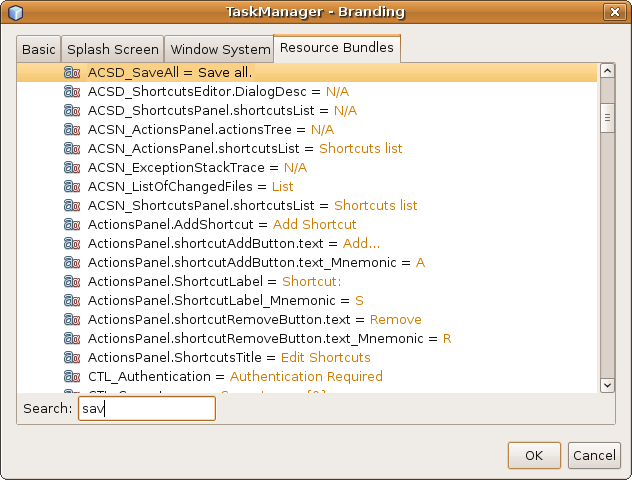 TaskManager - Branding
Basic Splash Screen Window System Resource Bundles
ACSD_SaveAll = Save all.
ACSD_ShortcutsEditor.DialogDesc = N/A
ACSD_ShortcutsPanel.shortcutsList = N/A
ACSN_ActionsPanel.actionsTree = N/A
ACSN_ActionsPanel.shortcutsList = Shortcuts list
ACSN_ExceptionStackTrace = N/A
ACSN_ListOfChangedFiles = List
ACSN_ShortcutsPanel.shortcutsList = Shortcuts list
ActionsPanel.AddShortcut = Add Shortcut
ActionsPanel.shortcutAddButton.text = Add...
ActionsPanel.shortcutAddButton.text_Mnemonic = A
ActionsPanel.ShortcutLabel = Shortcut:
ActionsPanel.ShortcutLabel_Mnemonic = S
ActionsPanel.shortcutRemoveButton.text = Remove
ActionsPanel.shortcutRemoveButton.text_Mnemonic = R
ActionsPanel.ShortcutsTitle = Edit Shortcuts
CTL_Authentication = Authentication Required
Search: sav
OK Cancel